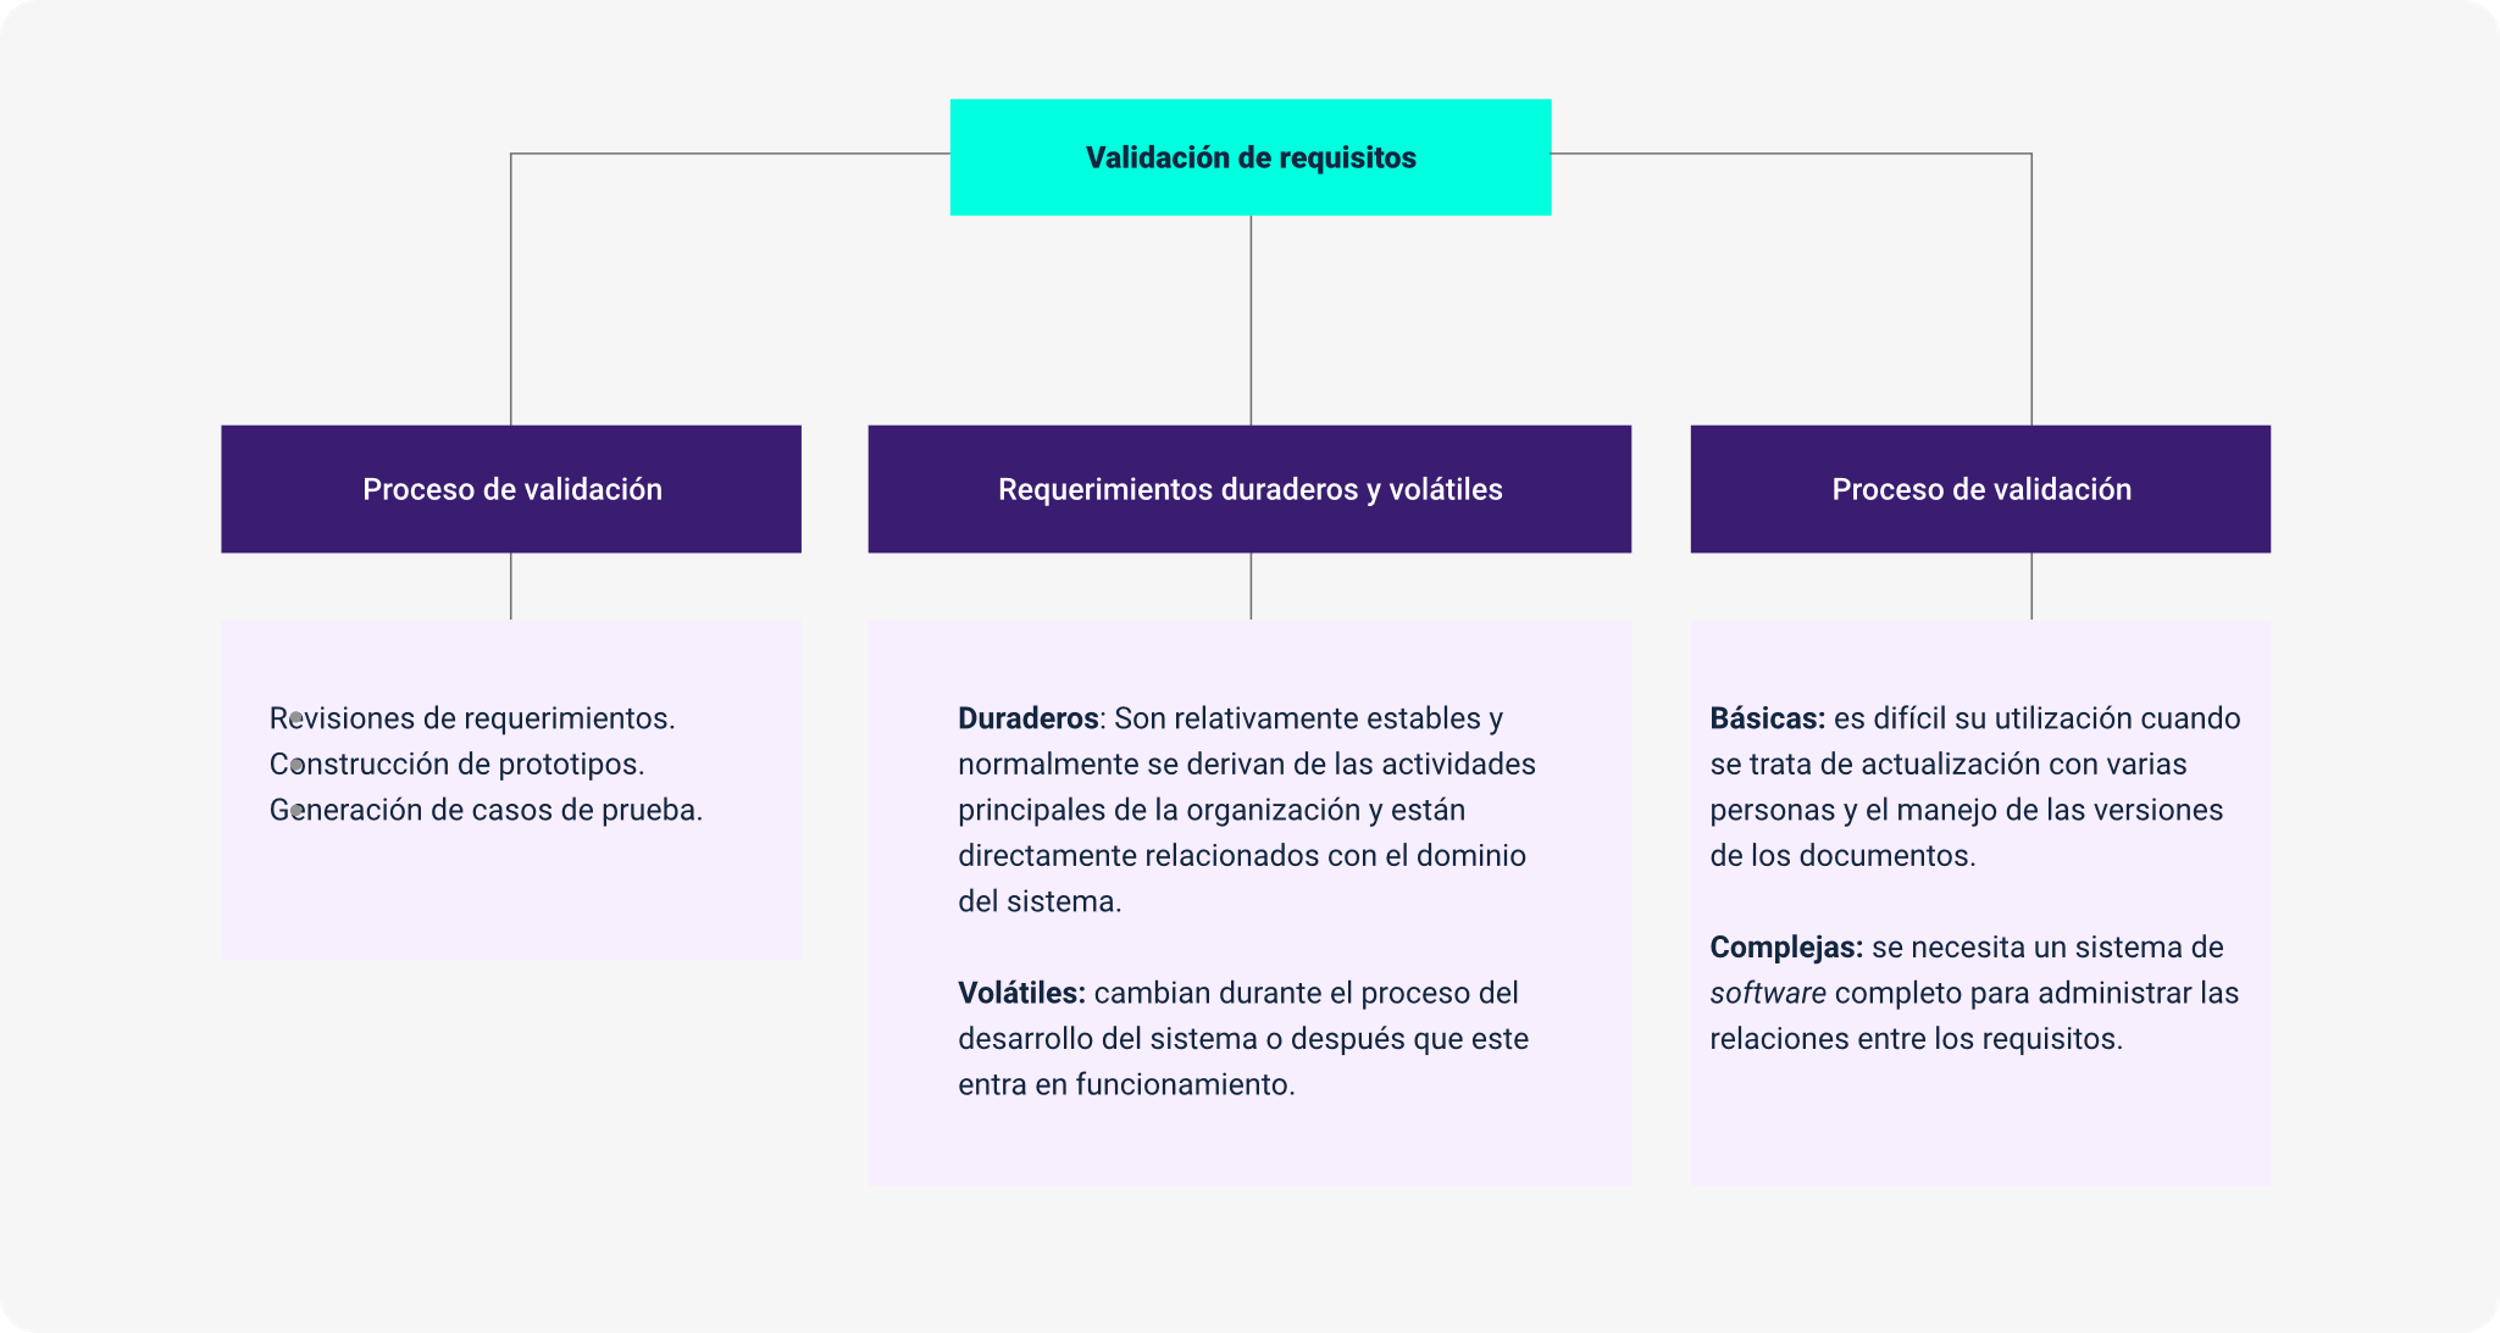 Validación de requisitos
Proceso de validación
Revisiones de requerimientos.
Construcción de prototipos.
Generación de casos de prueba.
Requerimientos duraderos y volátiles
Duraderos: Son relativamente estables y
normalmente se derivan de las actividades
principales de la organización y están
directamente relacionados con el dominio
del sistema.
Volátiles: cambian durante el proceso del
desarrollo del sistema o después que este
entra en funcionamiento.
Proceso de validación
Básicas: es difícil su utilización cuando
se trata de actualización con varias
personas y el manejo de las versiones
de los documentos.
Complejas: se necesita un sistema de
software completo para administrar las
relaciones entre los requisitos.